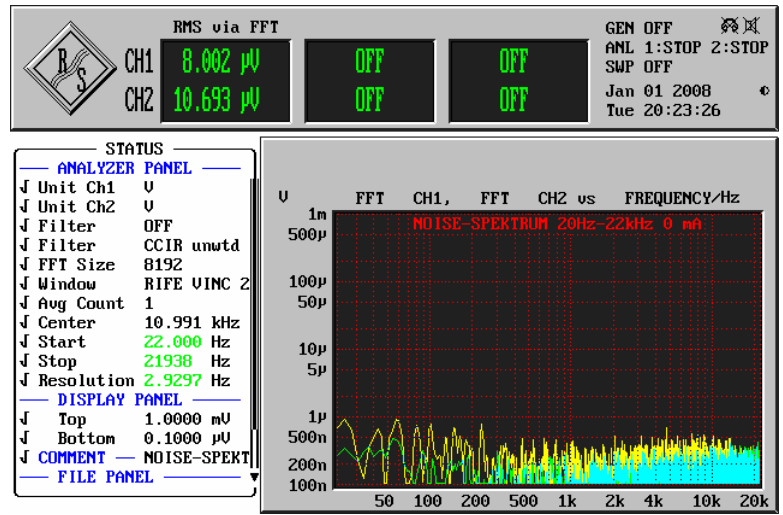 RMS via FFT
R
S
CH1 8.002 µV OFF OFF
CH2 10.693 µV OFF OFF
GEN OFF
ANL 1:STOP 2:STOP
SWP OFF
Jan 01 2008
Tue 20:23:26
STATUS
ANALYZER PANEL
Unit Ch1 V
Unit Ch2 V
Filter OFF
Filter CCIR unwtd
FFT Size 8192
Window RIFE VINC 2
Avg Count 1
Center 10.991 kHz
Start 22.000 Hz
Stop 21938 Hz
Resolution 2.9297 Hz
DISPLAY PANEL
Top 1.0000 mV
Bottom 0.1000 µV
COMMENT NOISE-SPEKT
FILE PANEL
V FFT CH1, FFT CH2 vs FREQUENCY/Hz
NOISE-SPEKTRUM 20Hz-22kHz 0 mA
1m
500µ
100µ
50µ
10µ
5µ
1µ
500n
200n
100n
50 100 200 500 1k 2k 4k 10k 20k